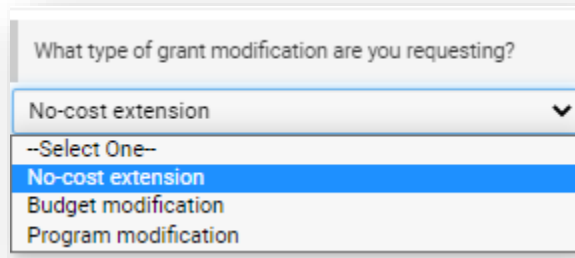 What type of grant modification are you requesting?
No-cost extension
--Select One--
No-cost extension
Budget modification
Program modification